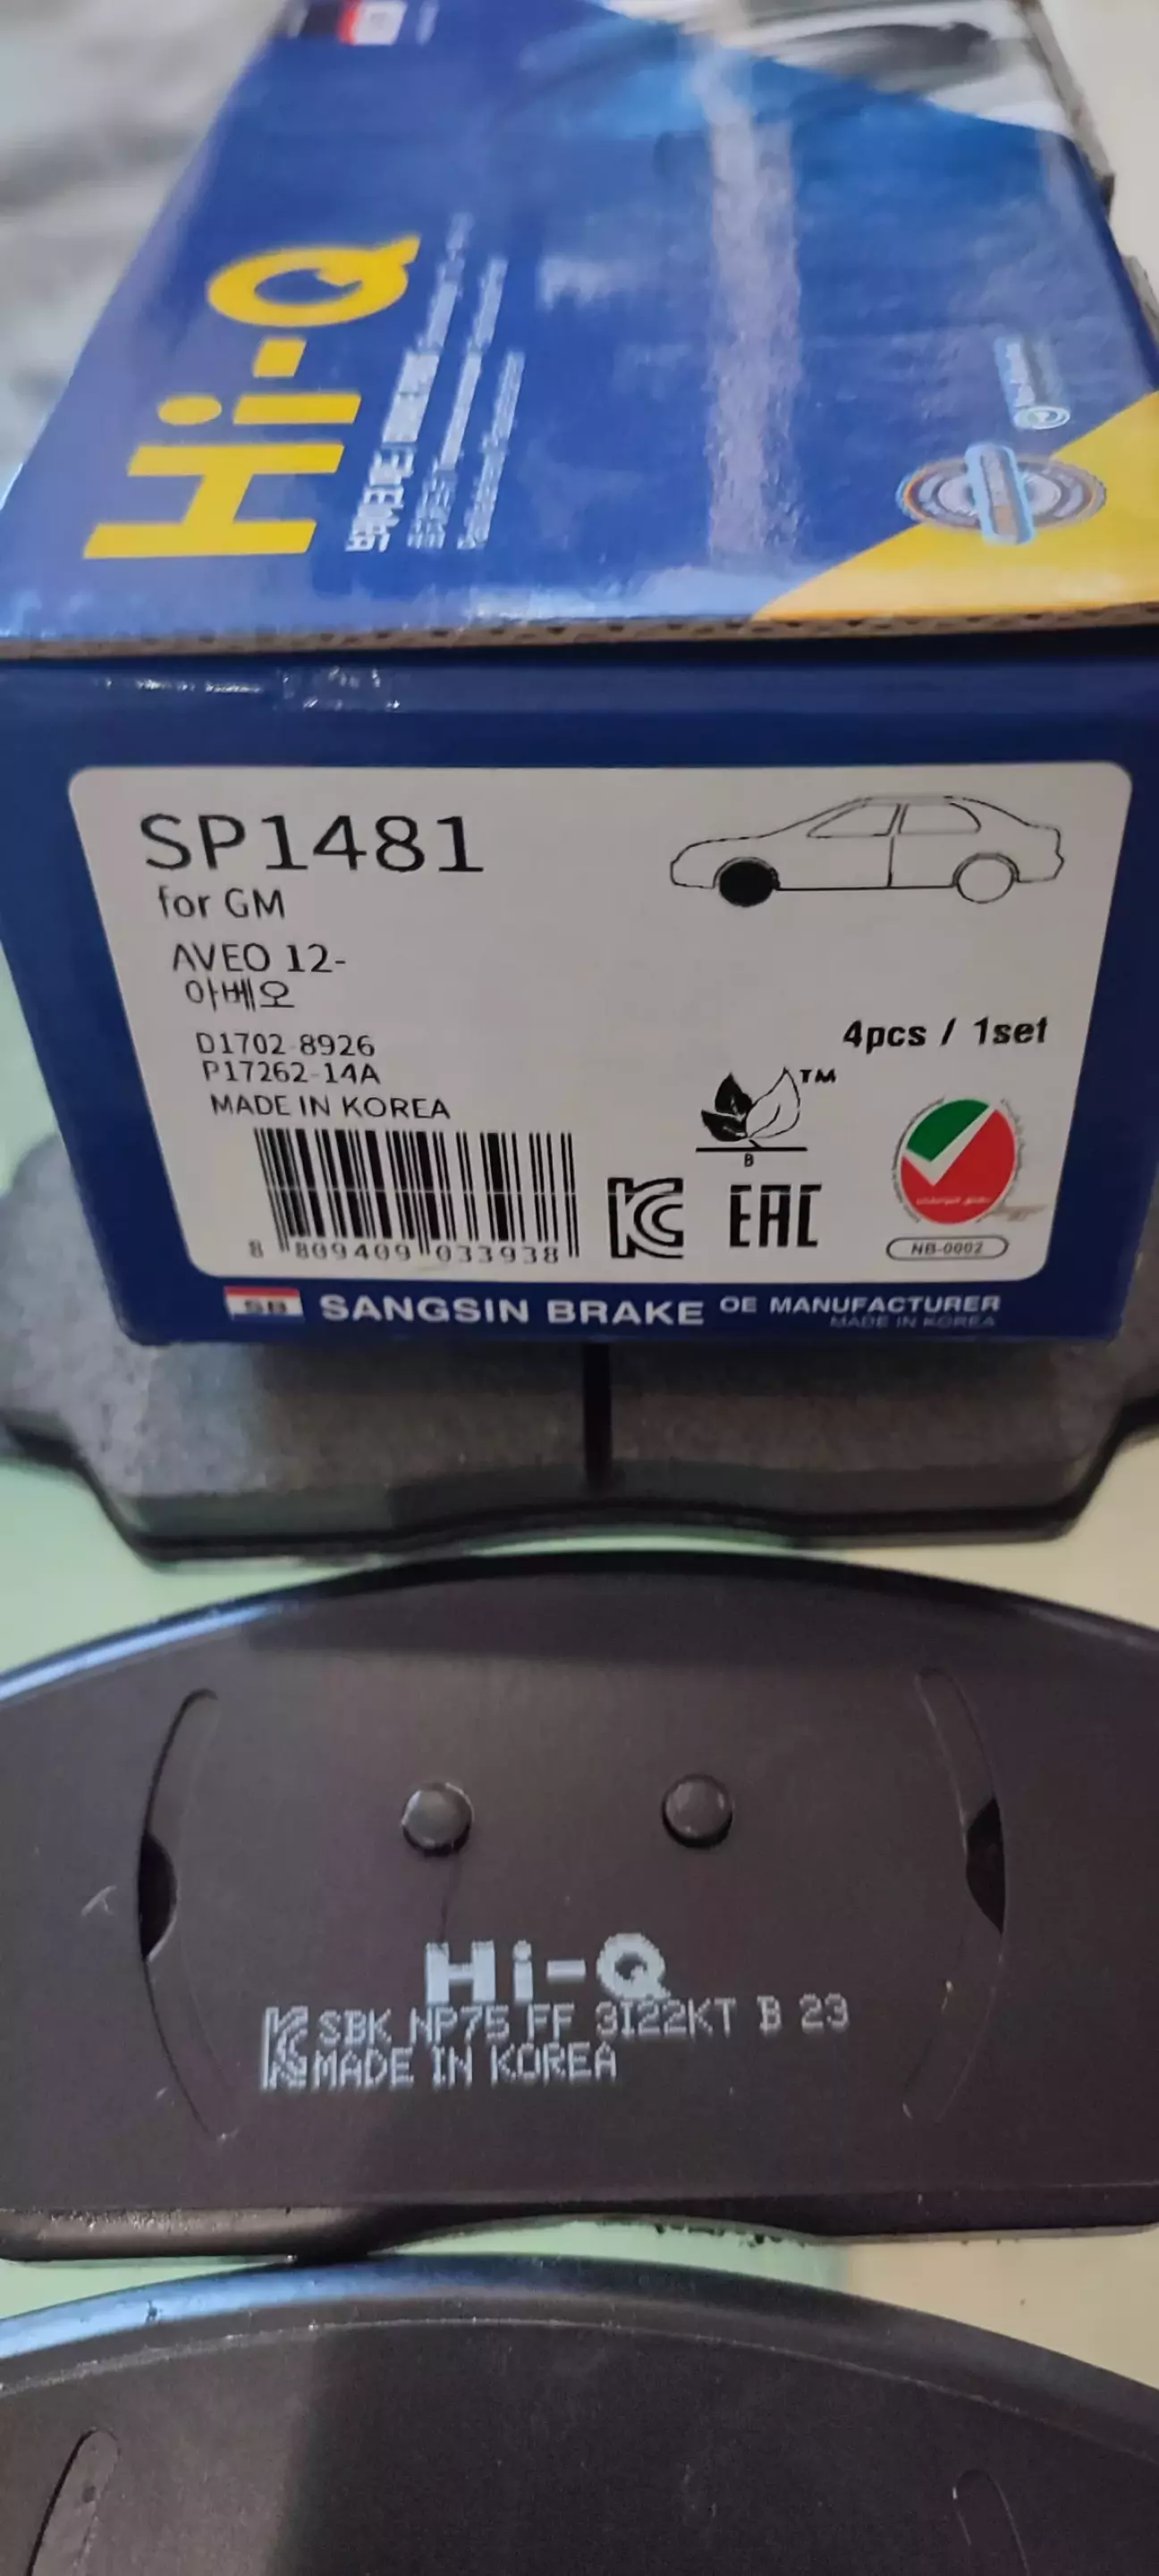 Hi-Q
SP1481
for GM
AVEO 12-
아베오
D1702-8926
P17262-14A
MADE IN KOREA
4pcs / 1set
TM
B
8 809409 033938
EAC
NB-0002
SB SANGSIN BRAKE OE MANUFACTURER
MADE IN KOREA
Hi-Q
SBK NP75 FF 3I22KT B 23
MADE IN KOREA